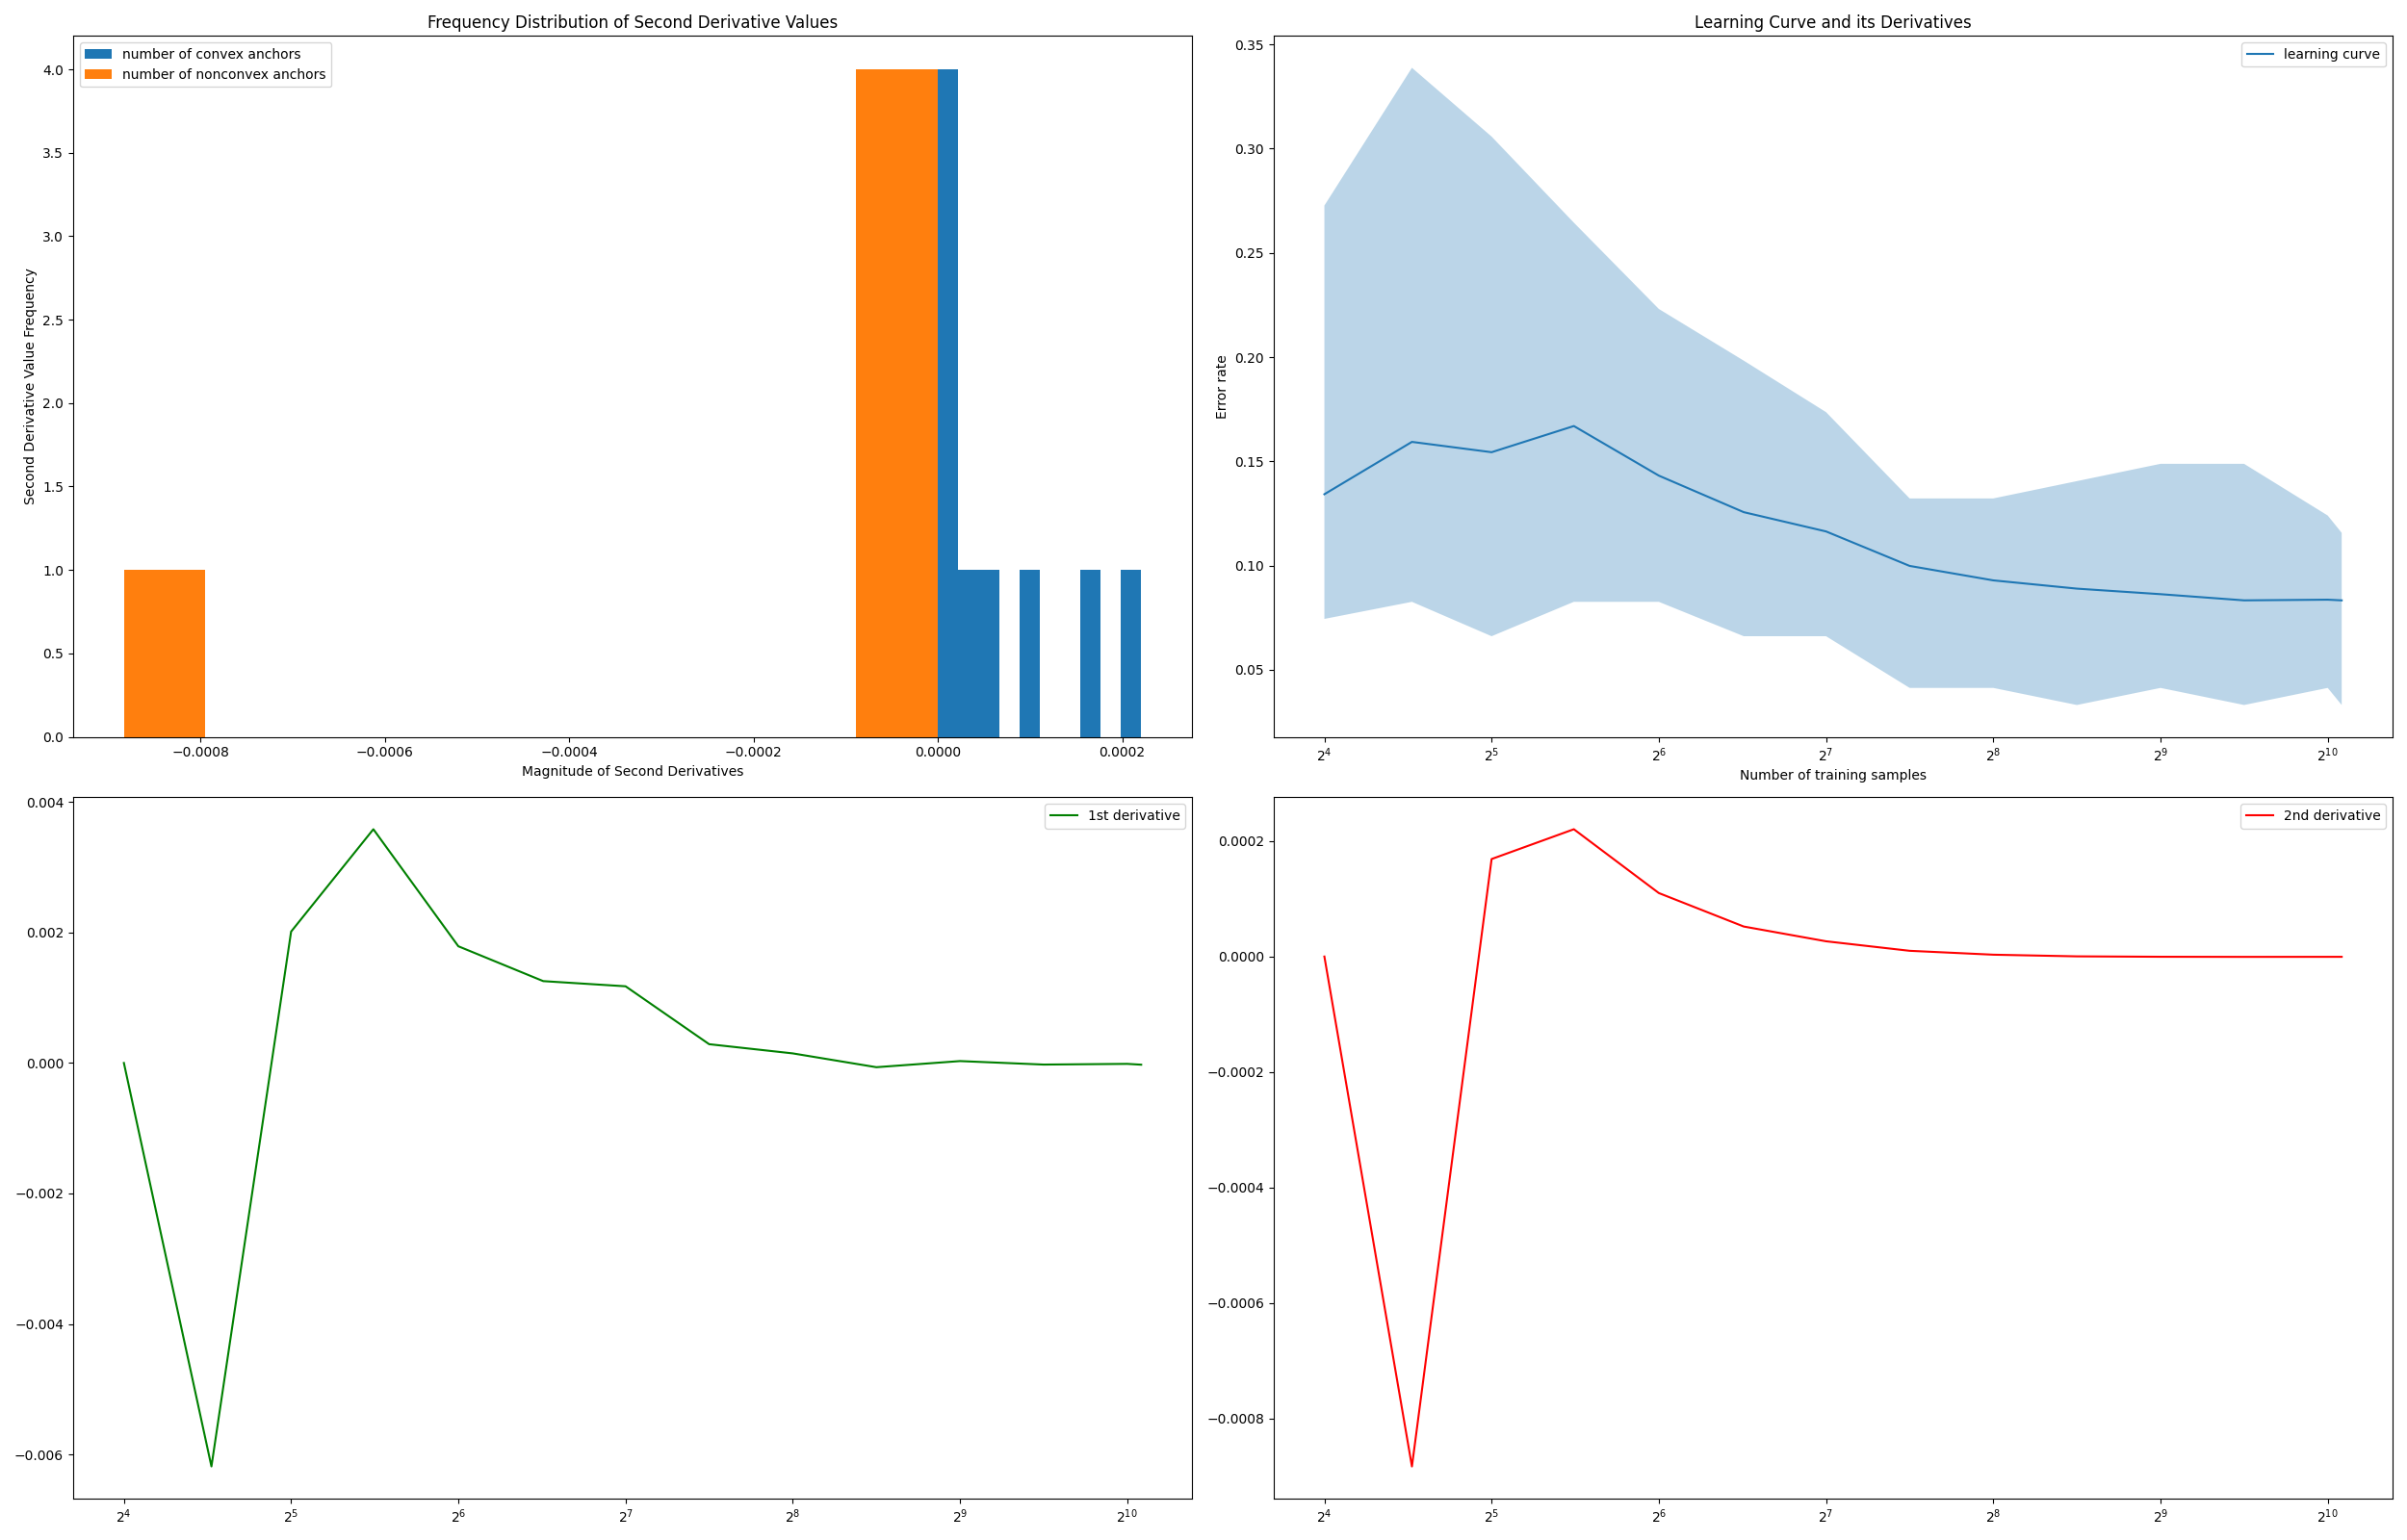 Frequency Distribution of Second Derivative Values
number of convex anchors
number of nonconvex anchors
Second Derivative Value Frequency
4.0
3.5
3.0
2.5
2.0
1.5
1.0
0.5
0.0
−0.0008 −0.0006 −0.0004 −0.0002 0.0000 0.0002
Magnitude of Second Derivatives
Learning Curve and its Derivatives
learning curve
Error rate
0.35
0.30
0.25
0.20
0.15
0.10
0.05
2⁴ 2⁵ 2⁶ 2⁷ 2⁸ 2⁹ 2¹⁰
Number of training samples
1st derivative
0.004
0.002
0.000
−0.002
−0.004
−0.006
2⁴ 2⁵ 2⁶ 2⁷ 2⁸ 2⁹ 2¹⁰
2nd derivative
0.0002
0.0000
−0.0002
−0.0004
−0.0006
−0.0008
2⁴ 2⁵ 2⁶ 2⁷ 2⁸ 2⁹ 2¹⁰